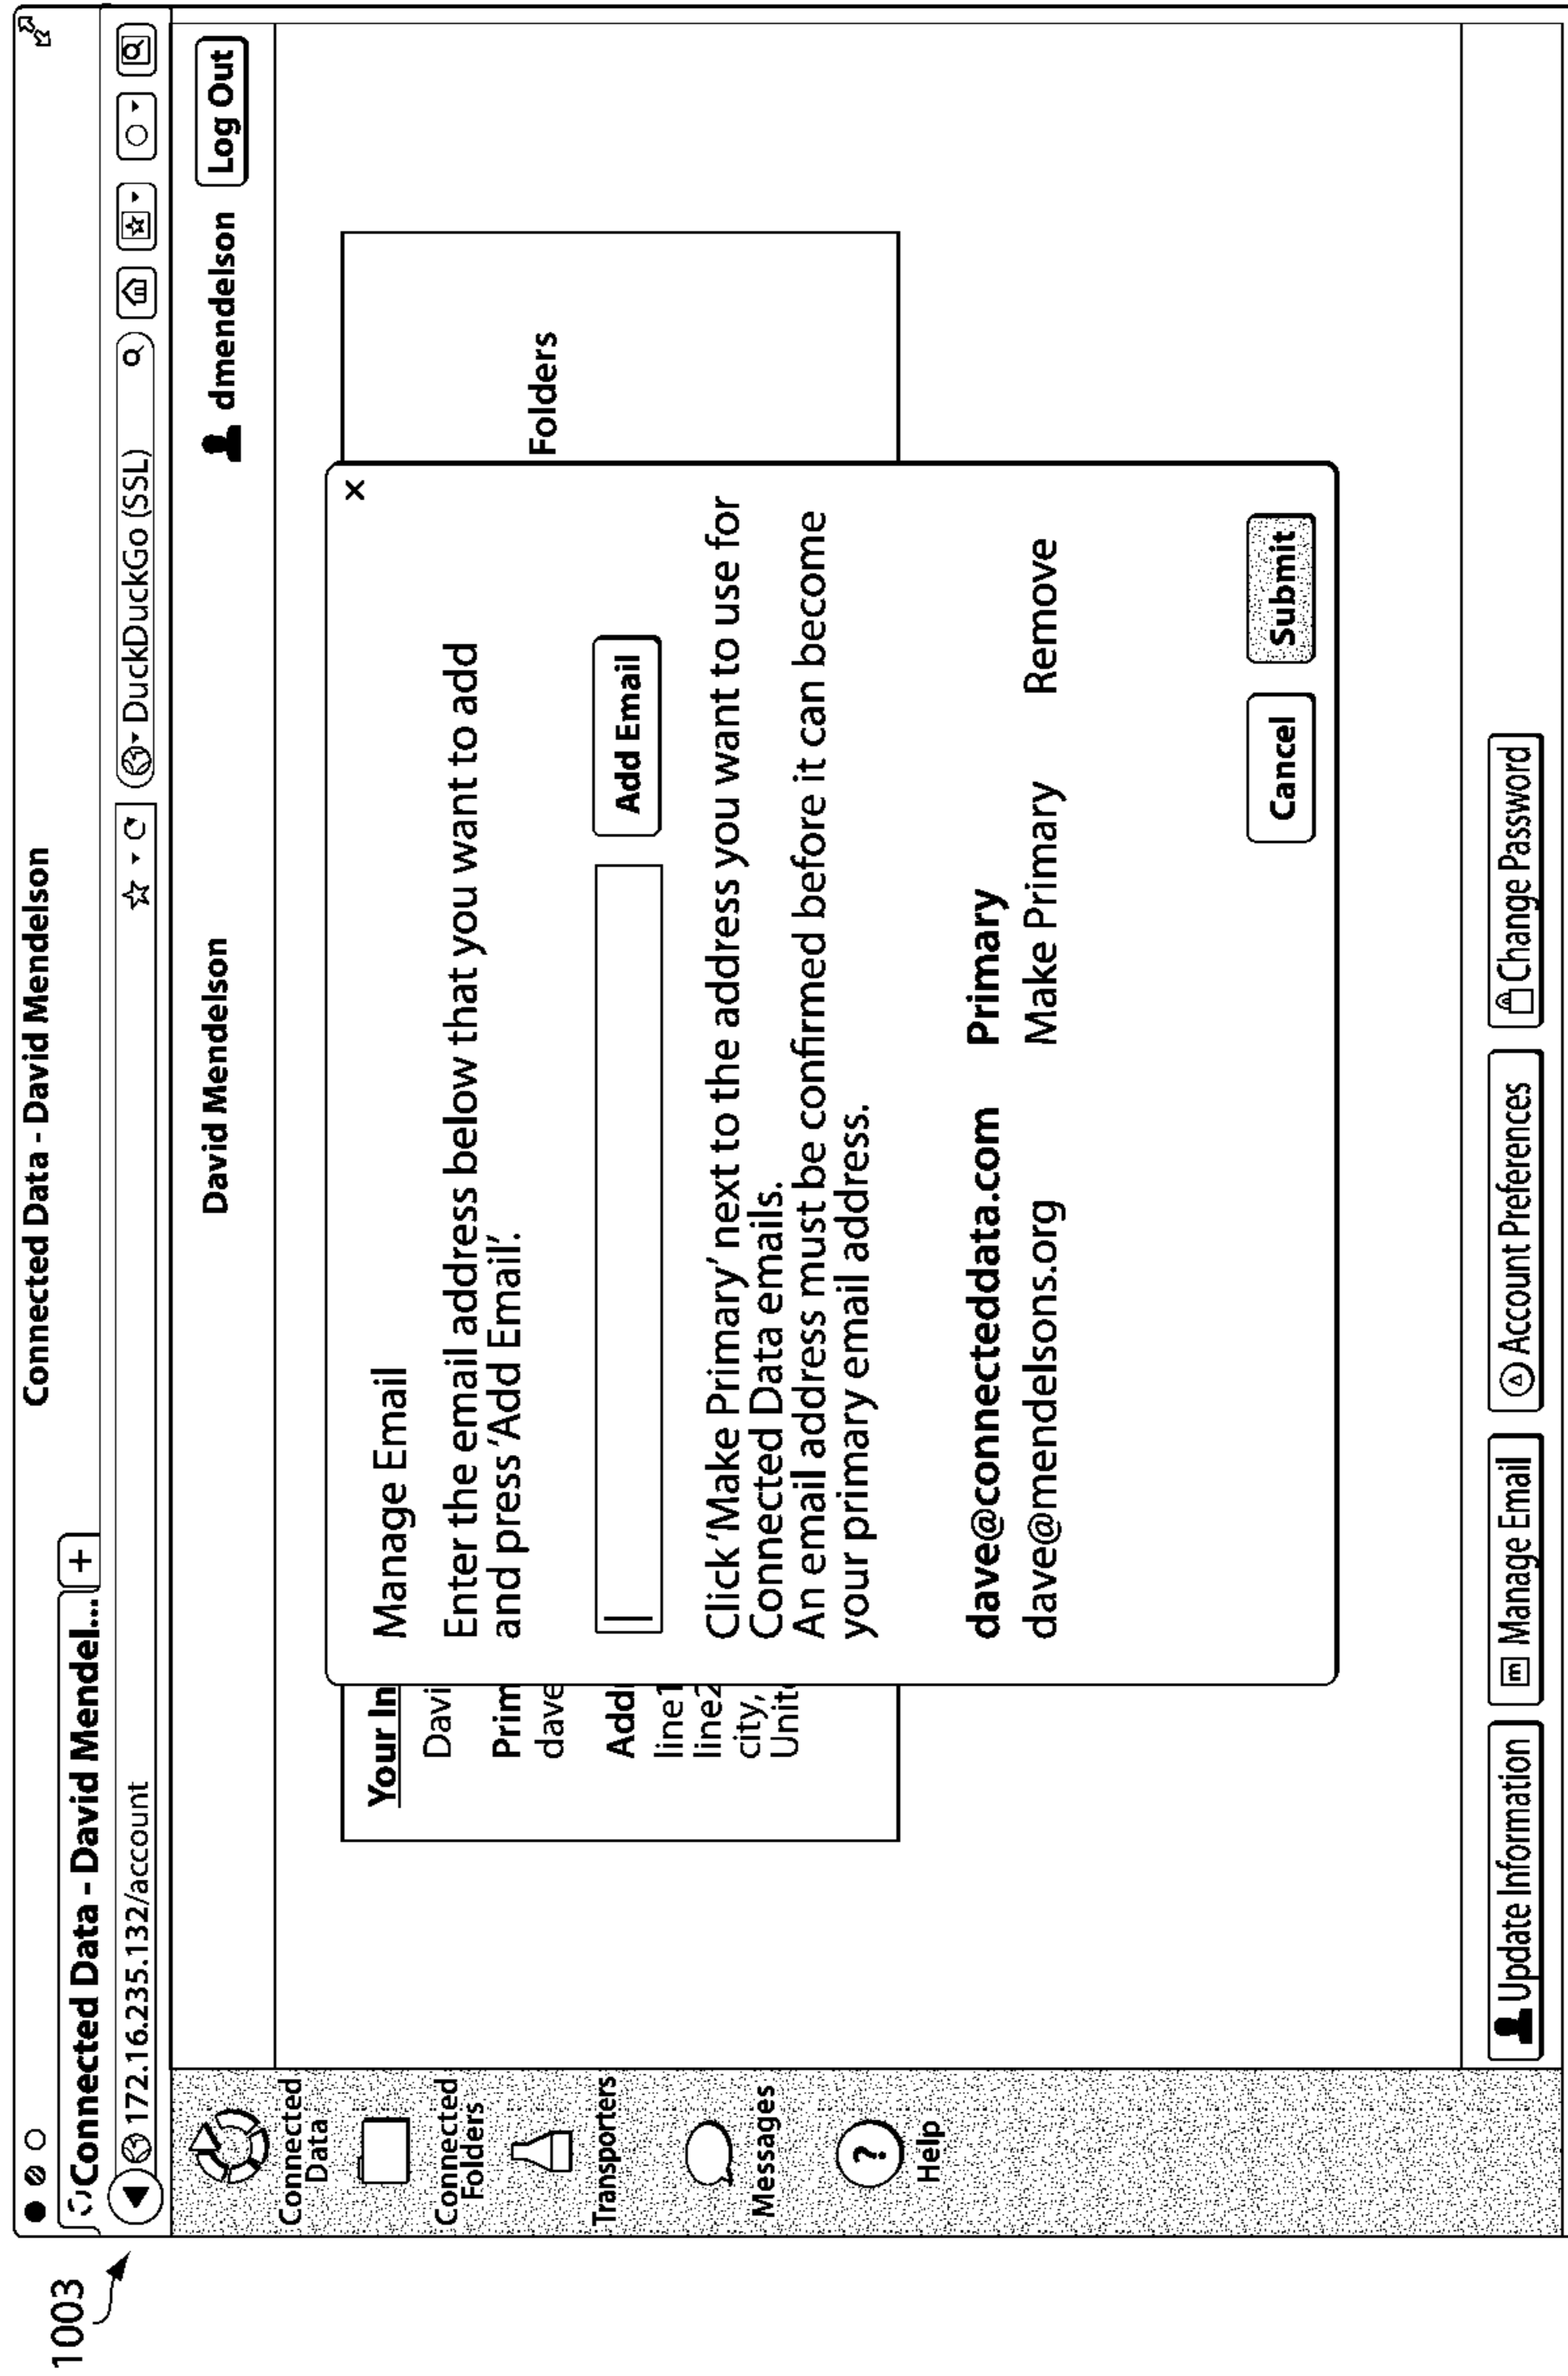 1003
Connected Data - David Mendelson
Connected Data - David Mendel... +
172.16.235.132/account
DuckDuckGo (SSL)
David Mendelson
dmendelson
Log Out
Connected
Data
Connected
Folders
Transporters
Messages
?
Help
Your In
Davi
Prim
dave
Add
line1
line2
city,
Unit
Folders
x
Manage Email
Enter the email address below that you want to add
and press 'Add Email'.
Add Email
Click 'Make Primary' next to the address you want to use for
Connected Data emails.
An email address must be confirmed before it can become
your primary email address.
dave@connecteddata.com Primary
dave@mendelsons.org Make Primary Remove
Cancel Submit
Update Information
m Manage Email
Account Preferences
Change Password